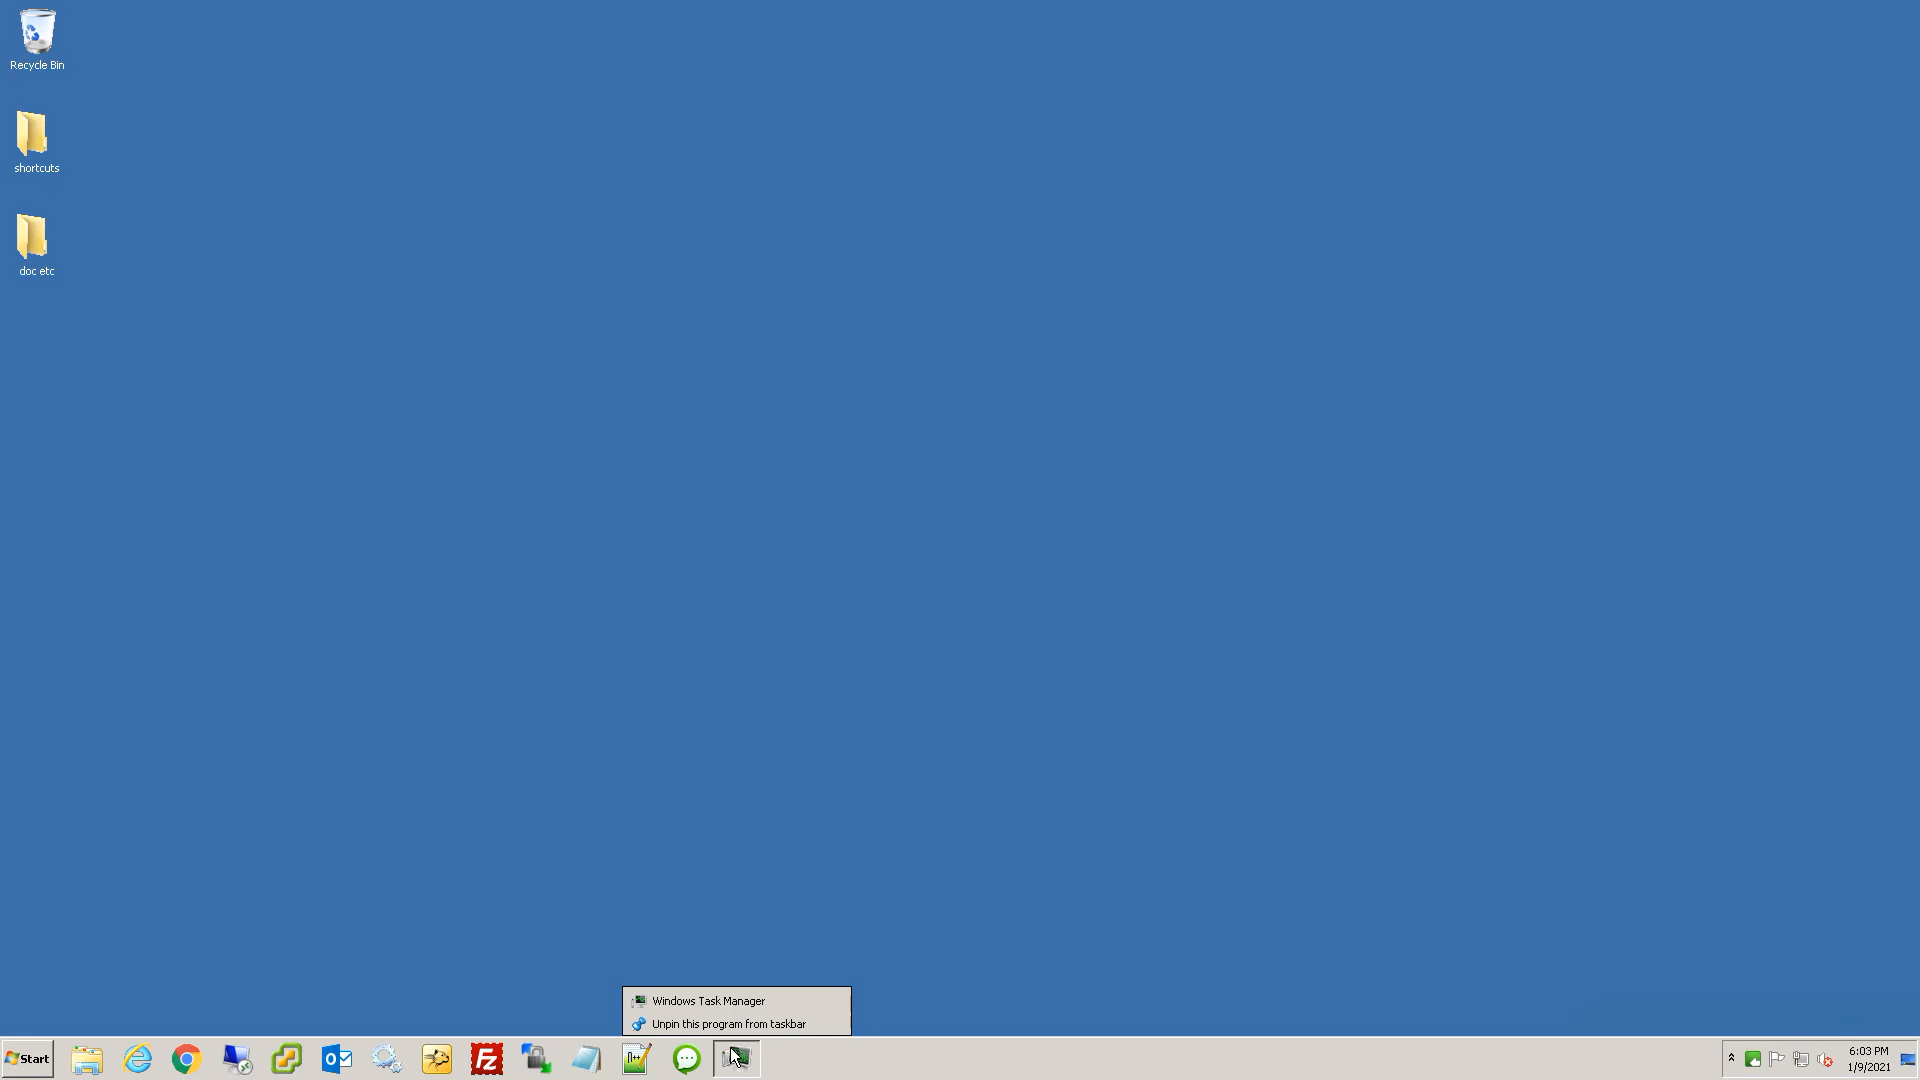 Recycle Bin
shortcuts
doc etc
Windows Task Manager
Unpin this program from taskbar
Start
6:03 PM
1/9/2021